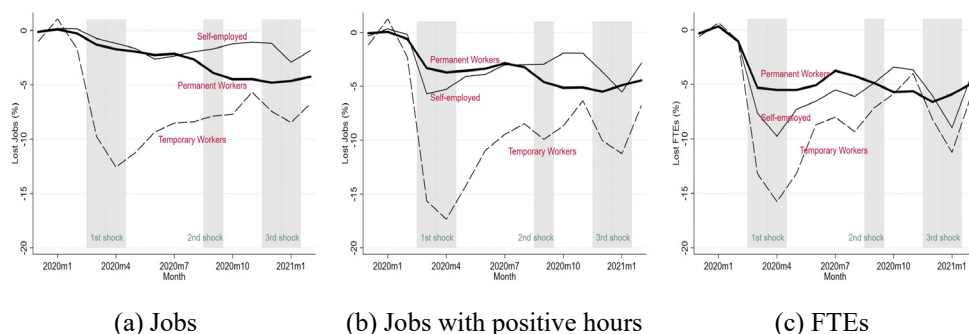 Lost Jobs (%)
0
-5
-10
-15
-20
Self-employed
Permanent Workers
Temporary Workers
1st shock
2nd shock
3rd shock
2020m1 2020m4 2020m7 2020m10 2021m1
Month
(a) Jobs
Lost Jobs (%)
0
-5
-10
-15
-20
Permanent Workers
Self-employed
Temporary Workers
1st shock
2nd shock
3rd shock
2020m1 2020m4 2020m7 2020m10 2021m1
Month
(b) Jobs with positive hours
Lost FTEs (%)
0
-5
-10
-15
-20
Permanent Workers
Self-employed
Temporary Workers
1st shock
2nd shock
3rd shock
2020m1 2020m4 2020m7 2020m10 2021m1
Month
(c) FTEs